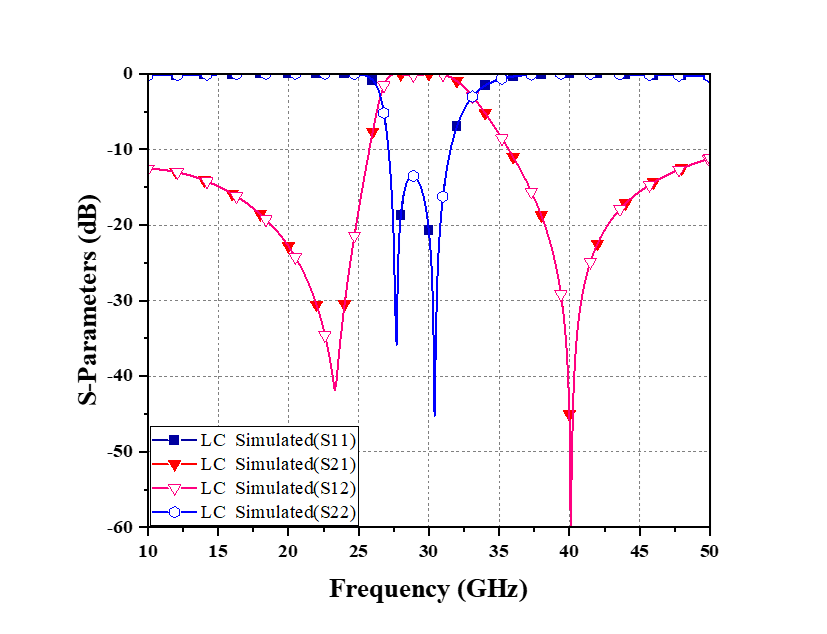 0
-10
-20
-30
-40
-50
-60
S-Parameters (dB)
LC Simulated(S11)
LC Simulated(S21)
LC Simulated(S12)
LC Simulated(S22)
10 20 25 30 35 40 45 50
Frequency (GHz)